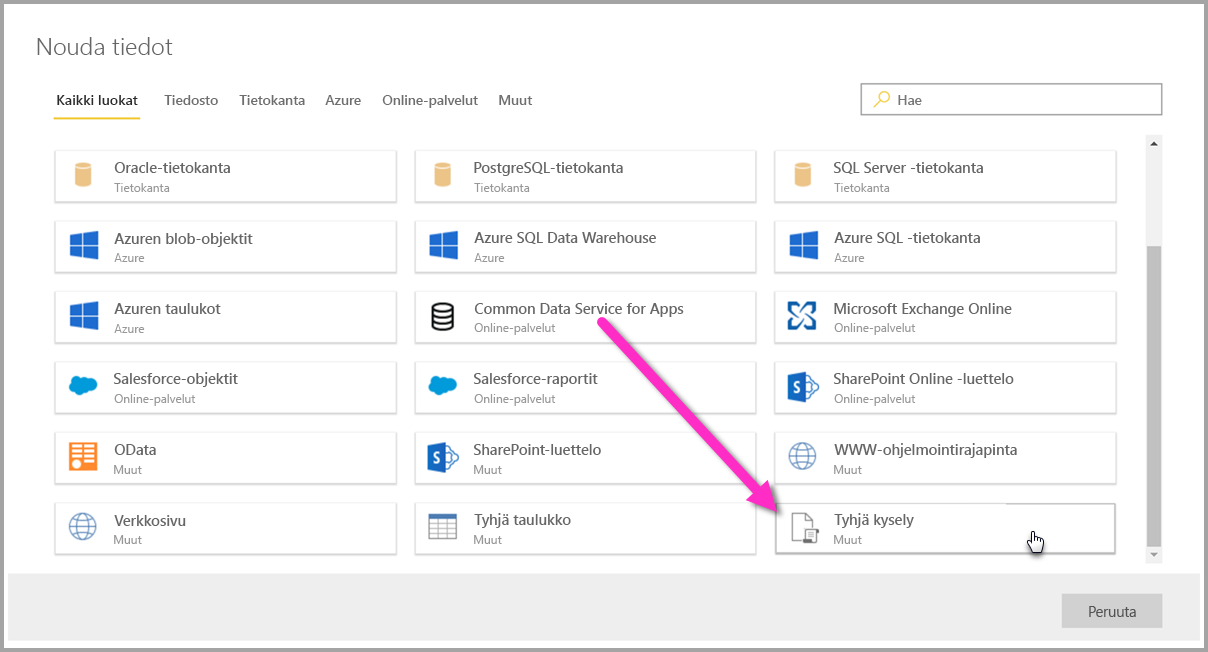 Nouda tiedot
Kaikki luokat Tiedosto Tietokanta Azure Online-palvelut Muut Hae
Oracle-tietokanta PostgreSQL-tietokanta SQL Server -tietokanta
Tietokanta Tietokanta Tietokanta
Azuren blob-objektit Azure SQL Data Warehouse Azure SQL -tietokanta
Azure Azure Azure
Azuren taulukot Common Data Service for Apps Microsoft Exchange Online
Azure Online-palvelut Online-palvelut
Salesforce-objektit Salesforce-raportit SharePoint Online -luettelo
Online-palvelut Online-palvelut Online-palvelut
OData SharePoint-luettelo WWW-ohjelmointirajapinta
Muut Muut Muut
Verkkosivu Tyhjä taulukko Tyhjä kysely
Muut Muut Muut
Peruuta